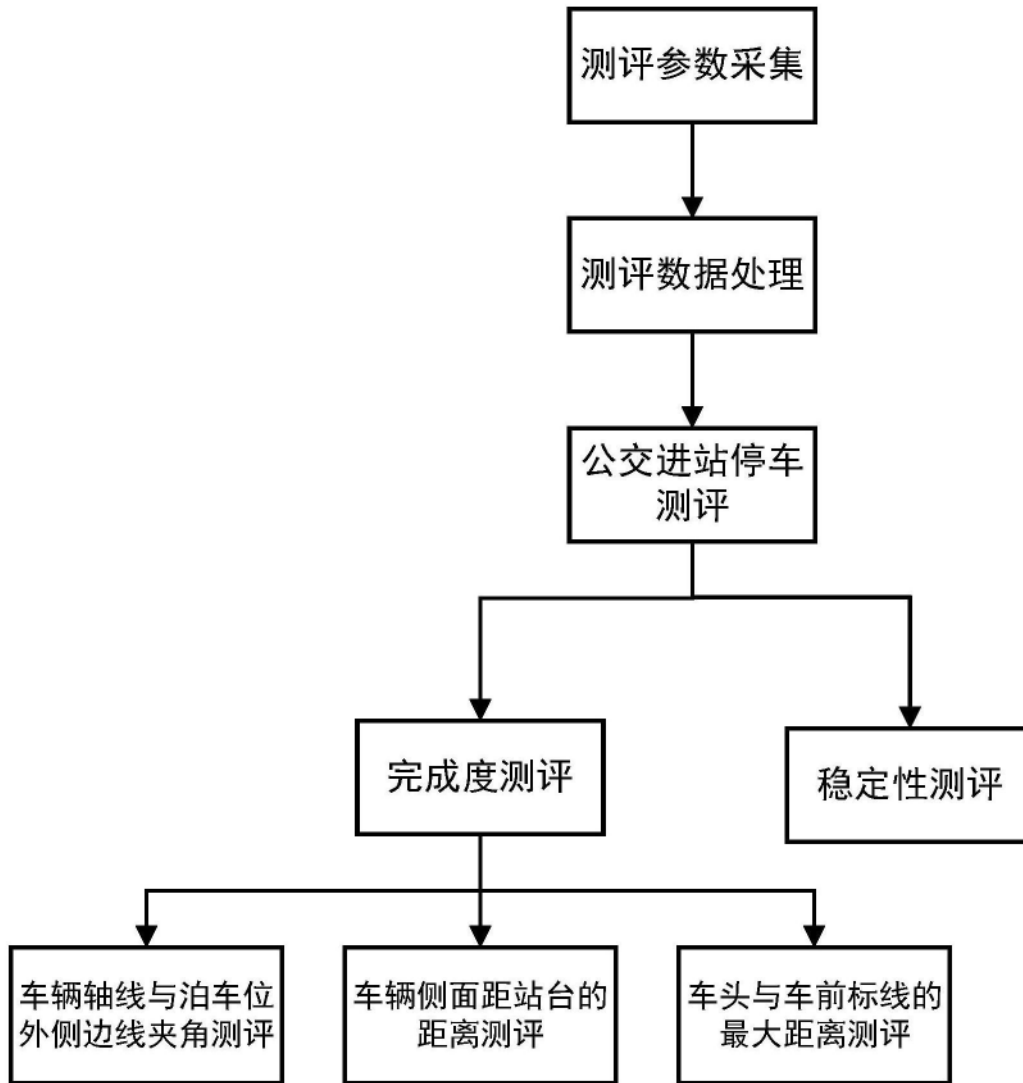 测评参数采集
测评数据处理
公交进站停车
测评
完成度测评
稳定性测评
车辆轴线与泊车位
外侧边线夹角测评
车辆侧面距站台的
距离测评
车头与车前标线的
最大距离测评